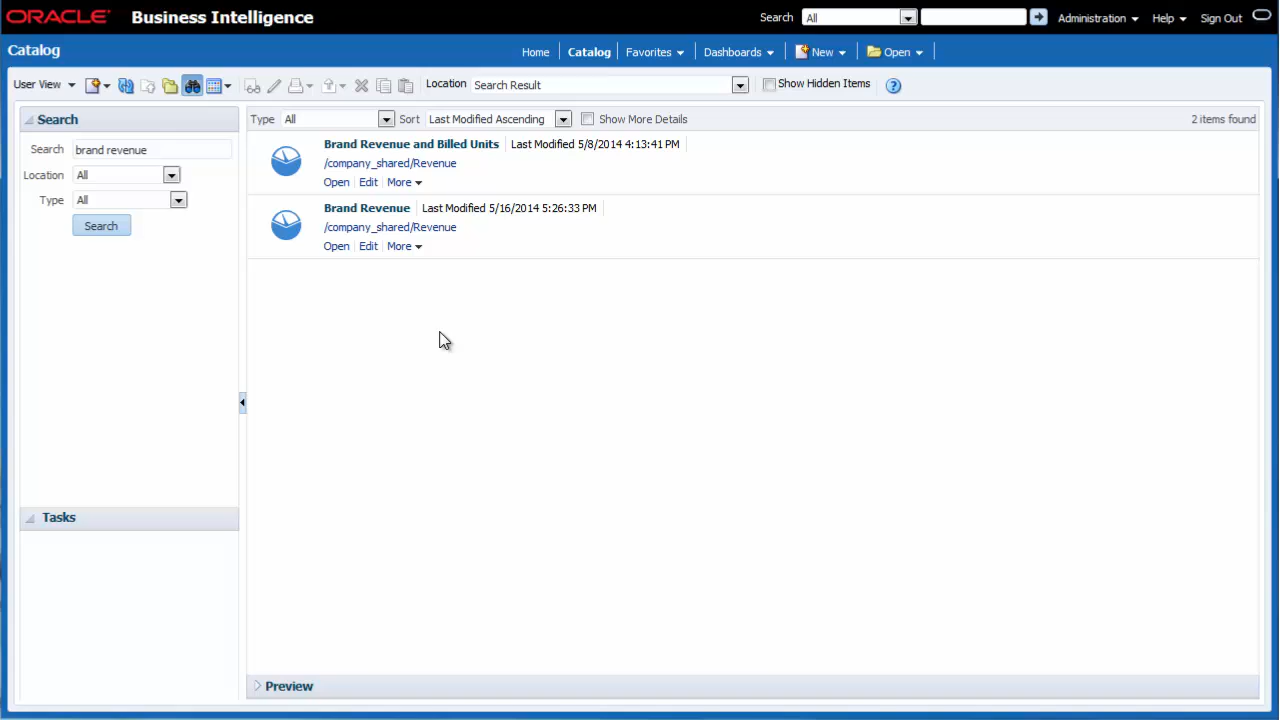 ORACLE Business Intelligence Search All Administration Help Sign Out
Catalog Home Catalog Favorites Dashboards New Open
User View Location Search Result Show Hidden Items ?
Search Type All Sort Last Modified Ascending Show More Details 2 items found
Search brand revenue
Location All
Type All
Search
Brand Revenue and Billed Units Last Modified 5/8/2014 4:13:41 PM
/company_shared/Revenue
Open Edit More
Brand Revenue Last Modified 5/16/2014 5:26:33 PM
/company_shared/Revenue
Open Edit More
Tasks
Preview